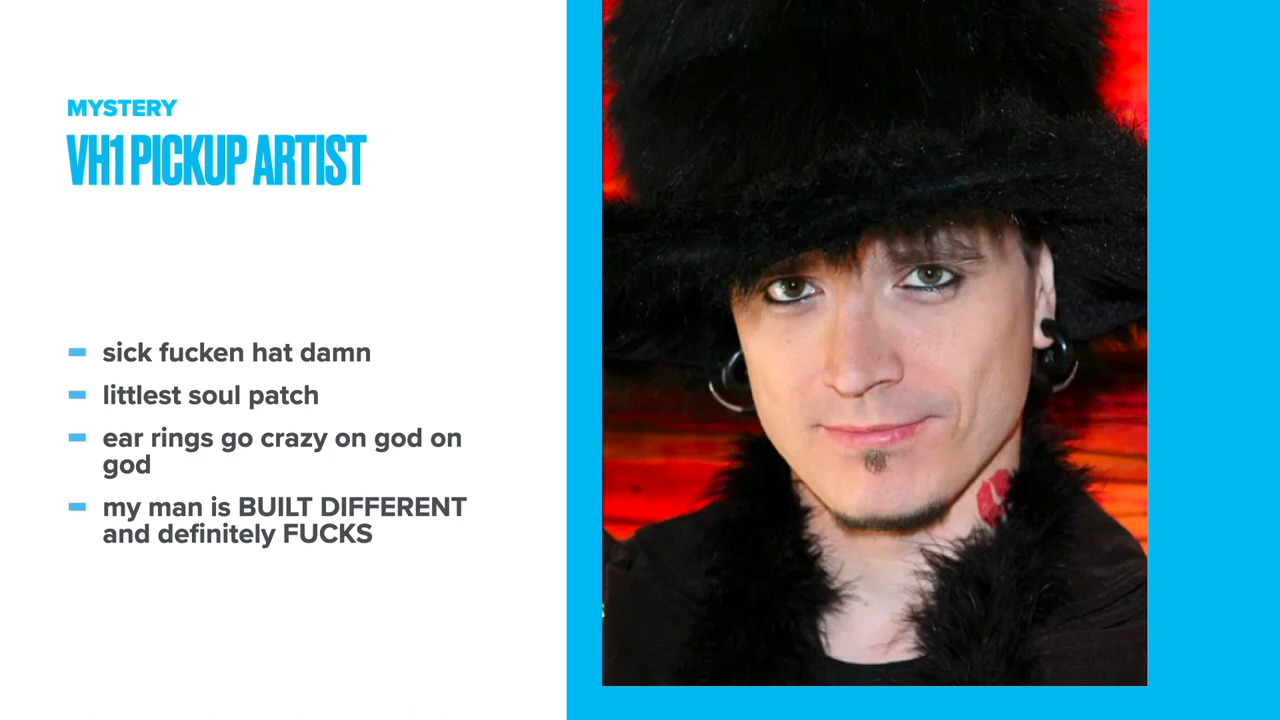 MYSTERY
VH1 PICKUP ARTIST
sick fucken hat damn
littlest soul patch
ear rings go crazy on god on
god
my man is BUILT DIFFERENT
and definitely FUCKS